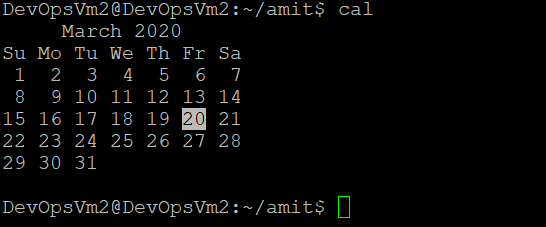 DevOpsVm2@DevOpsVm2:~/amit$ cal
     March 2020
Su Mo Tu We Th Fr Sa
 1  2  3  4  5  6  7
 8  9 10 11 12 13 14
15 16 17 18 19 20 21
22 23 24 25 26 27 28
29 30 31
DevOpsVm2@DevOpsVm2:~/amit$